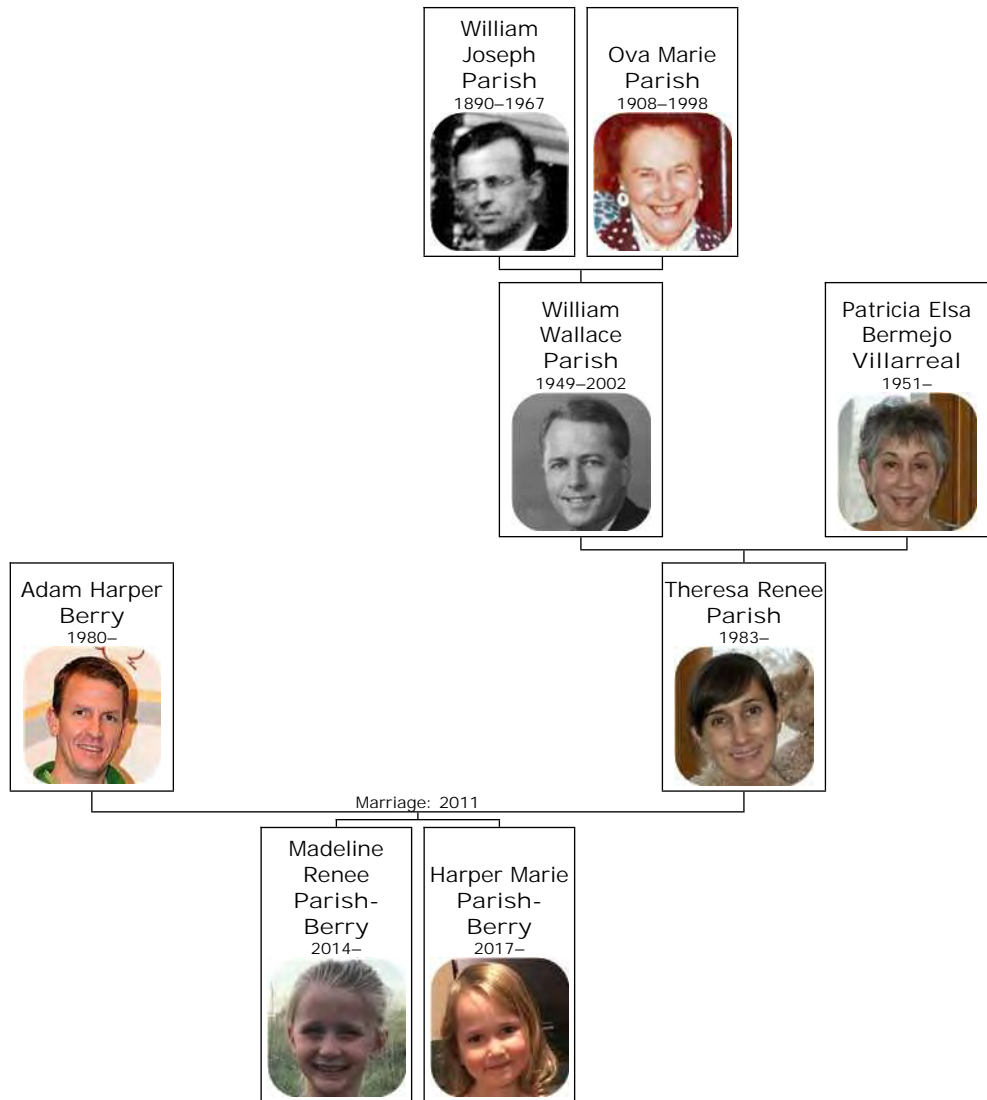 William
Joseph
Parish
1890–1967
Ova Marie
Parish
1908–1998
William
Wallace
Parish
1949–2002
Patricia Elsa
Bermejo
Villarreal
1951–
Adam Harper
Berry
1980–
Theresa Renee
Parish
1983–
Marriage: 2011
Madeline
Renee
Parish-
Berry
2014–
Harper Marie
Parish-
Berry
2017–